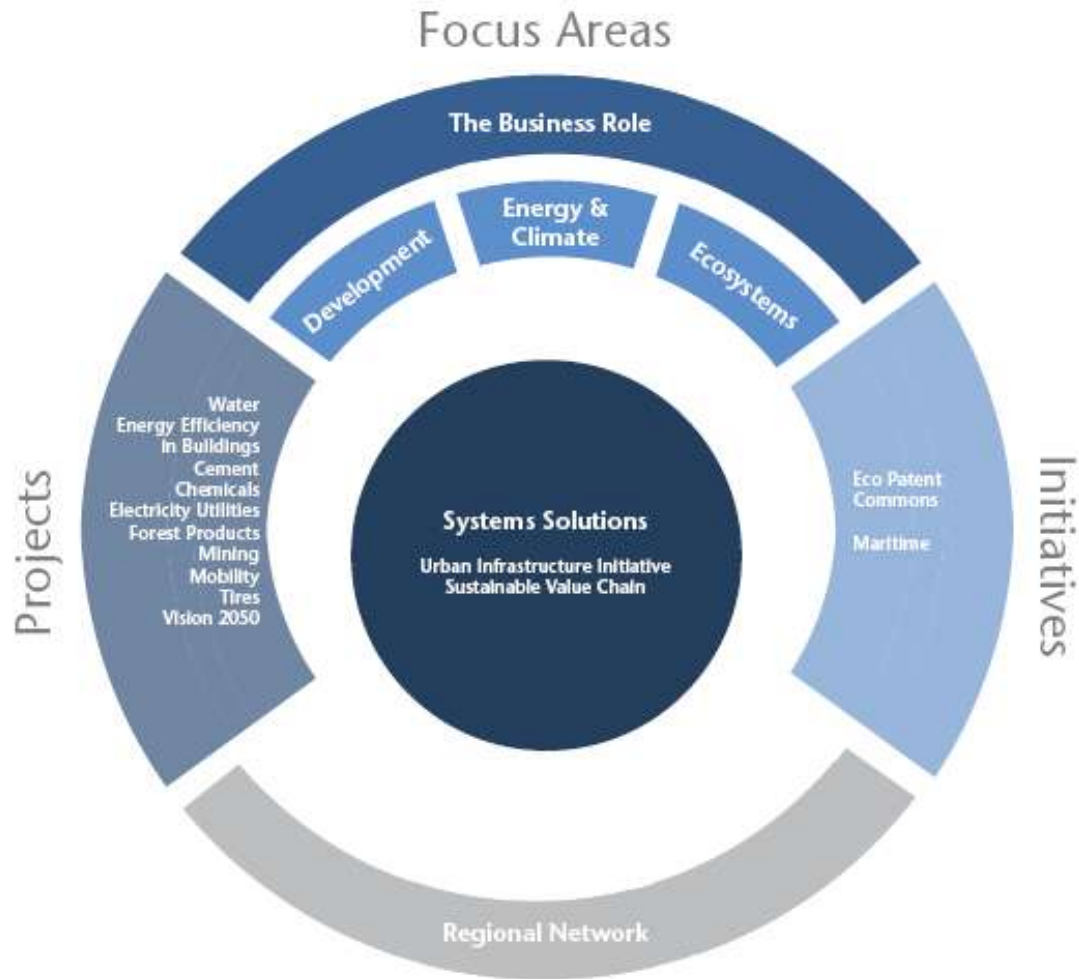 Focus Areas
The Business Role
Development
Energy &
Climate
Ecosystems
Projects
Water
Energy Efficiency
in Buildings
Cement
Chemicals
Electricity Utilities
Forest Products
Mining
Mobility
Tires
Vision 2050
Systems Solutions
Urban Infrastructure Initiative
Sustainable Value Chain
Eco Patent
Commons
Maritime
Initiatives
Regional Network